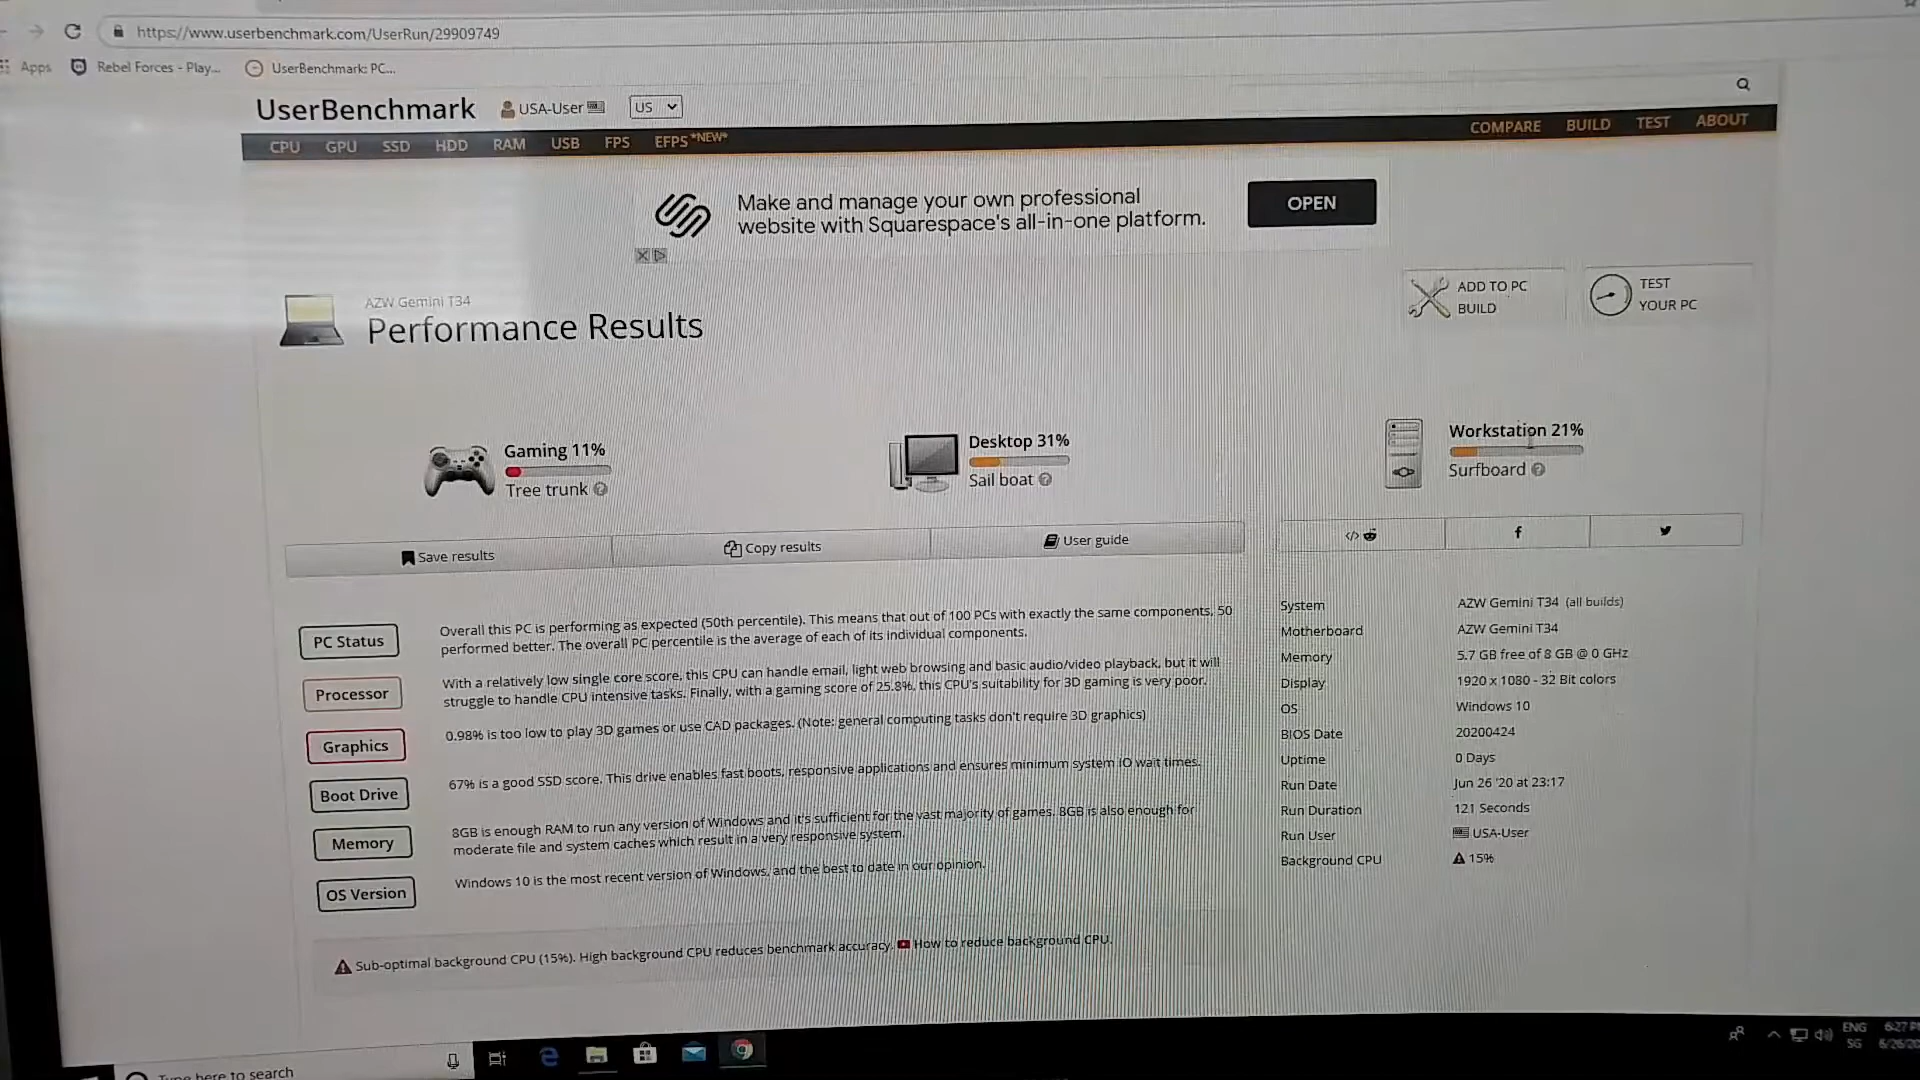 https://www.userbenchmark.com/UserRun/29909749
Apps Rebel Forces - Play... UserBenchmark: PC...
UserBenchmark USA-User US
CPU GPU SSD HDD RAM USB FPS EFPS *NEW* COMPARE BUILD TEST ABOUT
Make and manage your own professional
website with Squarespace's all-in-one platform.
OPEN
AZW Gemini T34
Performance Results
ADD TO PC
BUILD
TEST
YOUR PC
Gaming 11%
Tree trunk
Desktop 31%
Sail boat
Workstation 21%
Surfboard
Save results
Copy results
User guide
PC Status
Overall this PC is performing as expected (50th percentile). This means that out of 100 PCs with exactly the same components, 50
performed better. The overall PC percentile is the average of each of its individual components.
Processor
With a relatively low single core score, this CPU can handle email, light web browsing and basic audio/video playback, but it will
struggle to handle CPU intensive tasks. Finally, with a gaming score of 25.8%, this CPU's suitability for 3D gaming is very poor.
Graphics
0.98% is too low to play 3D games or use CAD packages. (Note: general computing tasks don't require 3D graphics)
Boot Drive
67% is a good SSD score. This drive enables fast boots, responsive applications and ensures minimum system IO wait times.
Memory
8GB is enough RAM to run any version of Windows and it's sufficient for the vast majority of games. 8GB is also enough for
moderate file and system caches which result in a very responsive system.
OS Version
Windows 10 is the most recent version of Windows, and the best to date in our opinion.
System AZW Gemini T34 (all builds)
Motherboard AZW Gemini T34
Memory 5.7 GB free of 8 GB @ 0 GHz
Display 1920 x 1080 - 32 Bit colors
OS Windows 10
BIOS Date 20200424
Uptime 0 Days
Run Date Jun 26 '20 at 23:17
Run Duration 121 Seconds
Run User USA-User
Background CPU 15%
Sub-optimal background CPU (15%). High background CPU reduces benchmark accuracy. How to reduce background CPU.
Type here to search
ENG
SG
6:27